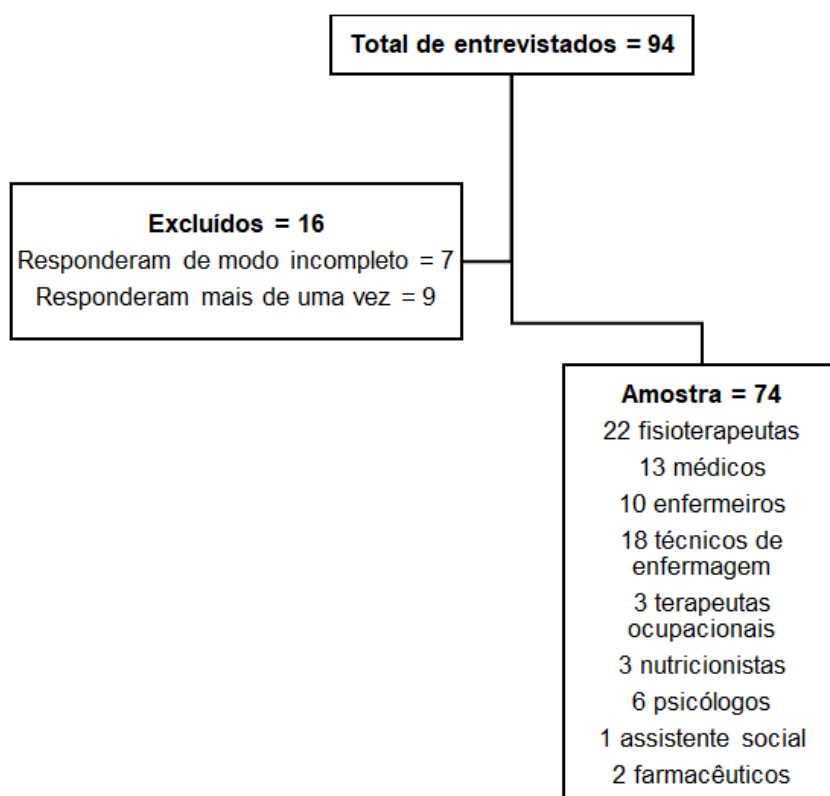 Total de entrevistados = 94
Excluídos = 16
Responderam de modo incompleto = 7
Responderam mais de uma vez = 9
Amostra = 74
22 fisioterapeutas
13 médicos
10 enfermeiros
18 técnicos de
enfermagem
3 terapeutas
ocupacionais
3 nutricionistas
6 psicólogos
1 assistente social
2 farmacêuticos